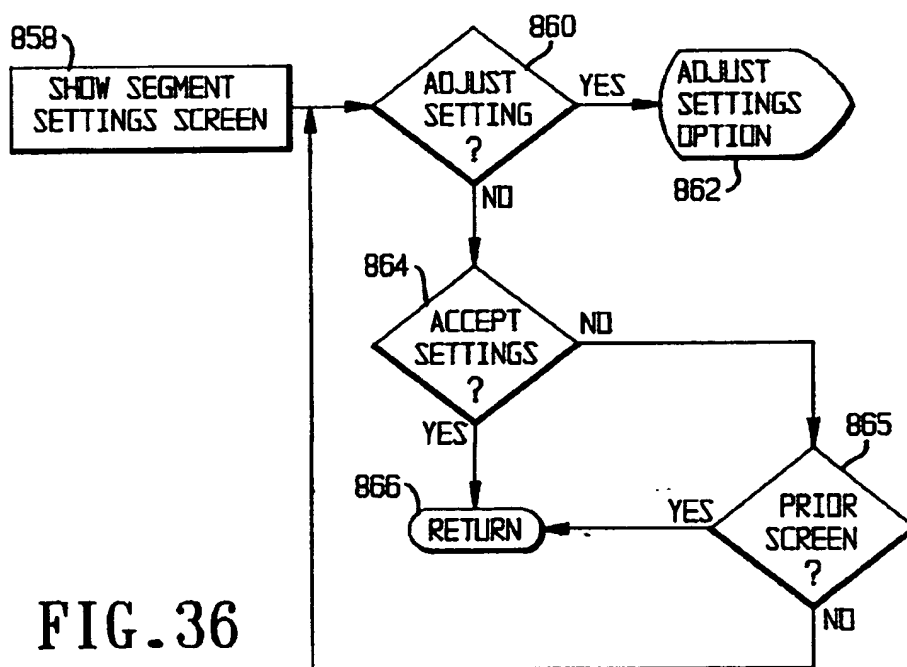 858
SHOW SEGMENT
SETTINGS SCREEN
860
ADJUST
SETTING
?
YES
ADJUST
SETTINGS
OPTION
862
NO
864
ACCEPT
SETTINGS
?
NO
YES
865
PRIOR
SCREEN
?
YES
866
RETURN
NO
FIG.36